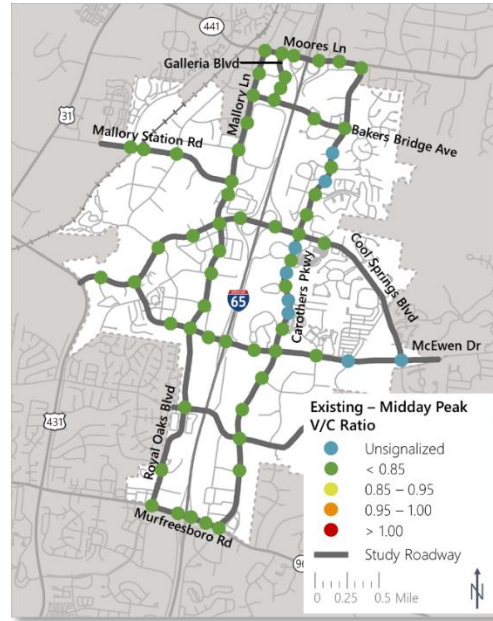 441
Moores Ln
Galleria Blvd
31
Mallory Ln
Mallory Station Rd
Bakers Bridge Ave
Cool Springs Blvd
65
Carothers Pkwy
McEwen Dr
431
Royal Oaks Blvd
Murfreesboro Rd
96
Existing – Midday Peak
V/C Ratio
Unsignalized
< 0.85
0.85 – 0.95
0.95 – 1.00
> 1.00
Study Roadway
0 0.25 0.5 Mile
N